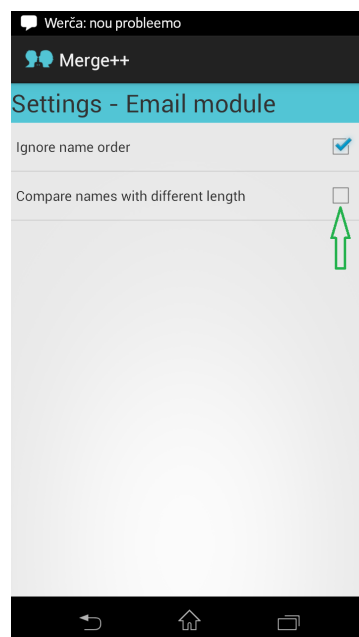 Werča: nou probleemo
Merge++
Settings - Email module
Ignore name order
Compare names with different length